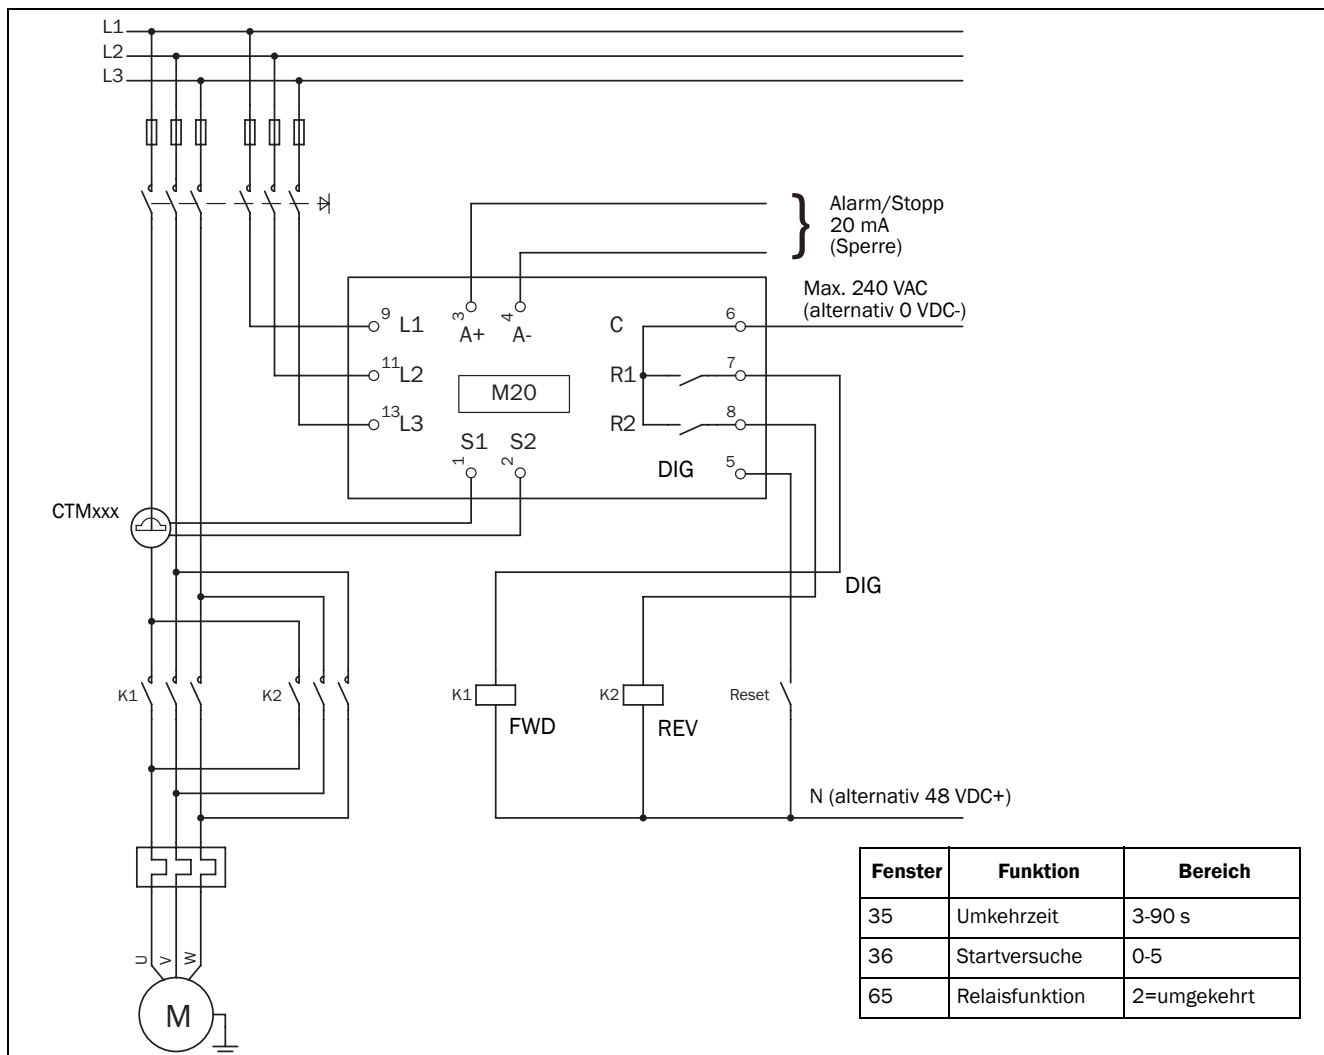 L1
L2
L3
Alarm/Stopp
20 mA
(Sperre)
Max. 240 VAC
(alternativ 0 VDC-)
9 L1
3 A+
4 A-
C 6
11 L2
M20
R1 7
13 L3
R2 8
S1 S2
1 2
DIG 5
CTMxxx
DIG
K1
K2
K1
K2
Reset
FWD
REV
N (alternativ 48 VDC+)
Fenster Funktion Bereich
35 Umkehrzeit 3-90 s
36 Startversuche 0-5
65 Relaisfunktion 2=umgekehrt
U V W
M